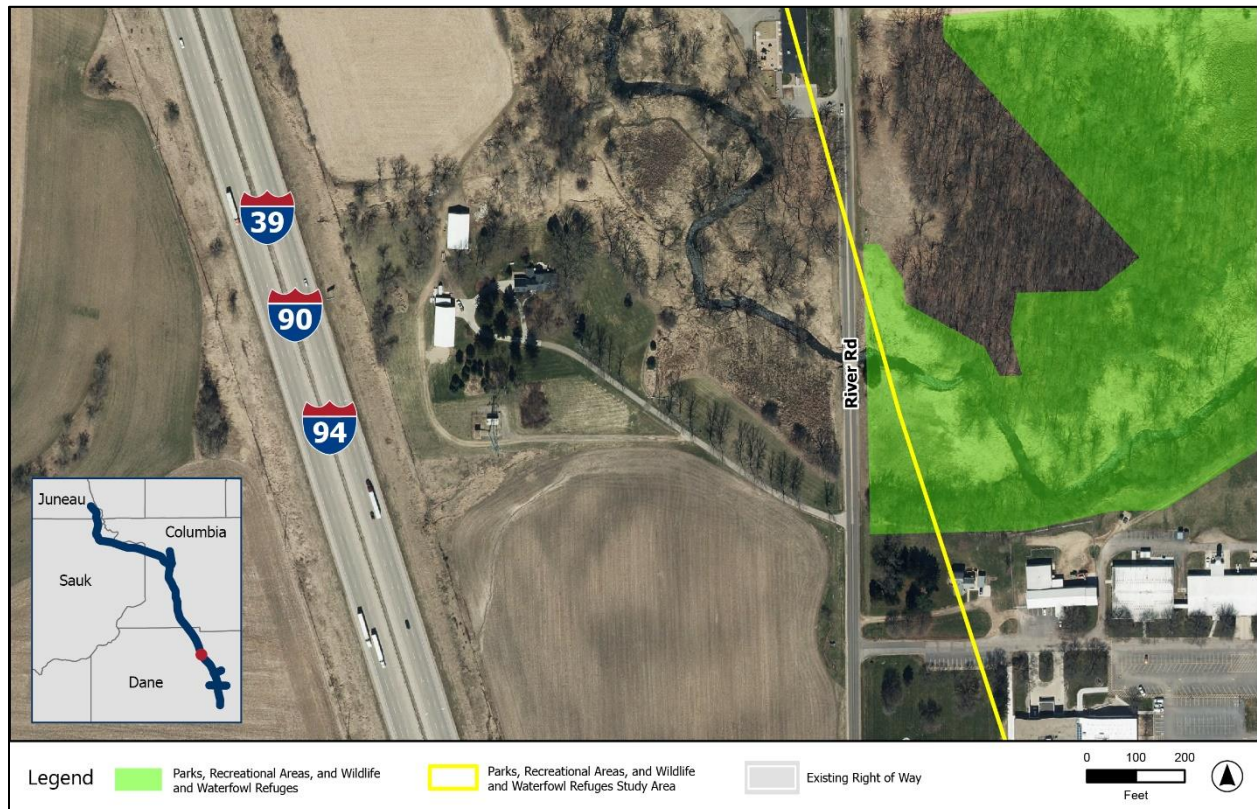 39
90
94
River Rd
Juneau
Columbia
Sauk
Dane
Legend
Parks, Recreational Areas, and Wildlife
and Waterfowl Refuges
Parks, Recreational Areas, and Wildlife
and Waterfowl Refuges Study Area
Existing Right of Way
0 100 200
Feet